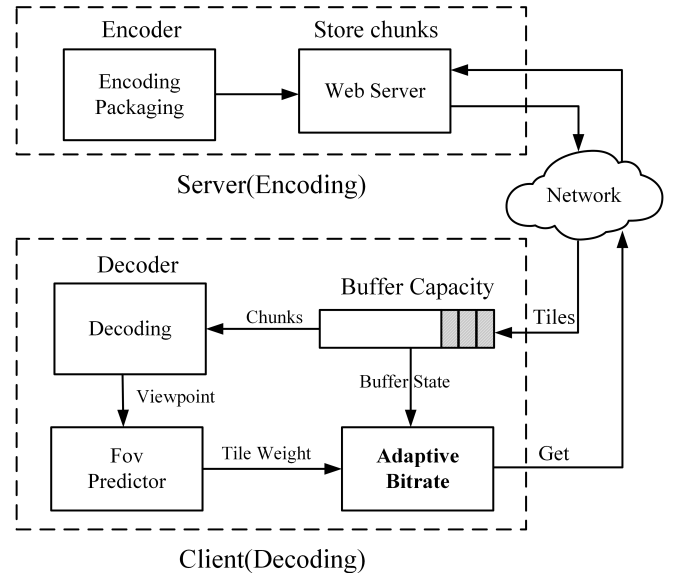 Encoder
Store chunks
Encoding
Packaging
Web Server
Server(Encoding)
Network
Decoder
Buffer Capacity
Decoding
Chunks
Tiles
Viewpoint
Buffer State
Fov
Predictor
Tile Weight
Adaptive
Bitrate
Get
Client(Decoding)